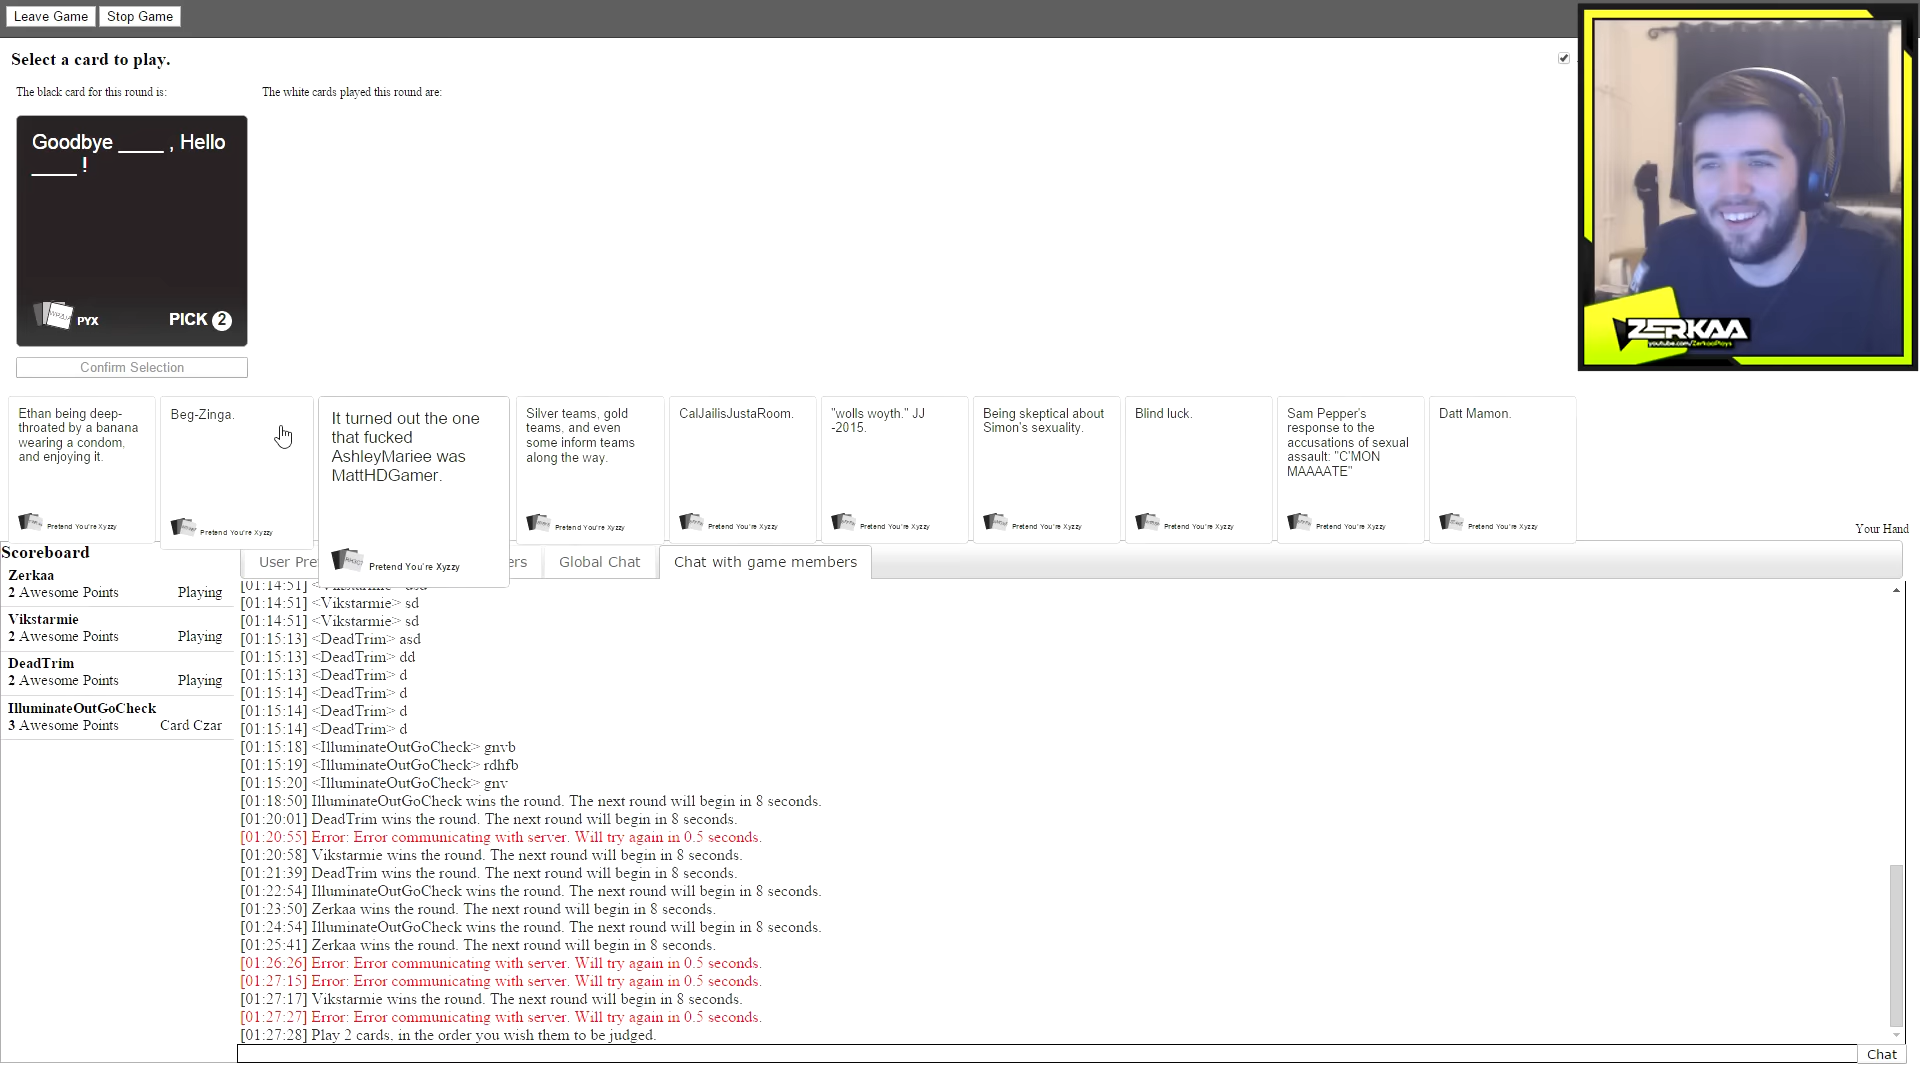 Leave Game
Stop Game
Select a card to play.
The black card for this round is:
The white cards played this round are:
Goodbye ____ , Hello
____ !
PYX
PICK 2
Confirm Selection
ZERKAA
youtube.com/ZerkaaPlays
Ethan being deep-
throated by a banana
wearing a condom,
and enjoying it.
Pretend You're Xyzzy
Beg-Zinga.
Pretend You're Xyzzy
It turned out the one
that fucked
AshleyMariee was
MattHDGamer.
Pretend You're Xyzzy
Silver teams, gold
teams, and even
some inform teams
along the way.
Pretend You're Xyzzy
CalJailisJustaRoom.
Pretend You're Xyzzy
"wolls woyth." JJ
-2015.
Pretend You're Xyzzy
Being skeptical about
Simon's sexuality.
Pretend You're Xyzzy
Blind luck.
Pretend You're Xyzzy
Sam Pepper's
response to the
accusations of sexual
assault: "C'MON
MAAAATE"
Pretend You're Xyzzy
Datt Mamon.
Pretend You're Xyzzy
Your Hand
Scoreboard
Zerkaa
2 Awesome Points Playing
Vikstarmie
2 Awesome Points Playing
DeadTrim
2 Awesome Points Playing
IlluminateOutGoCheck
3 Awesome Points Card Czar
User Pre
ers
Global Chat
Chat with game members
[01:14:51] <Vikstarmie> asd
[01:14:51] <Vikstarmie> sd
[01:14:51] <Vikstarmie> sd
[01:15:13] <DeadTrim> asd
[01:15:13] <DeadTrim> dd
[01:15:13] <DeadTrim> d
[01:15:14] <DeadTrim> d
[01:15:14] <DeadTrim> d
[01:15:14] <DeadTrim> d
[01:15:18] <IlluminateOutGoCheck> gnvb
[01:15:19] <IlluminateOutGoCheck> rdhfb
[01:15:20] <IlluminateOutGoCheck> gnv
[01:18:50] IlluminateOutGoCheck wins the round. The next round will begin in 8 seconds.
[01:20:01] DeadTrim wins the round. The next round will begin in 8 seconds.
[01:20:55] Error: Error communicating with server. Will try again in 0.5 seconds.
[01:20:58] Vikstarmie wins the round. The next round will begin in 8 seconds.
[01:21:39] DeadTrim wins the round. The next round will begin in 8 seconds.
[01:22:54] IlluminateOutGoCheck wins the round. The next round will begin in 8 seconds.
[01:23:50] Zerkaa wins the round. The next round will begin in 8 seconds.
[01:24:54] IlluminateOutGoCheck wins the round. The next round will begin in 8 seconds.
[01:25:41] Zerkaa wins the round. The next round will begin in 8 seconds.
[01:26:26] Error: Error communicating with server. Will try again in 0.5 seconds.
[01:27:15] Error: Error communicating with server. Will try again in 0.5 seconds.
[01:27:17] Vikstarmie wins the round. The next round will begin in 8 seconds.
[01:27:27] Error: Error communicating with server. Will try again in 0.5 seconds.
[01:27:28] Play 2 cards, in the order you wish them to be judged.
Chat